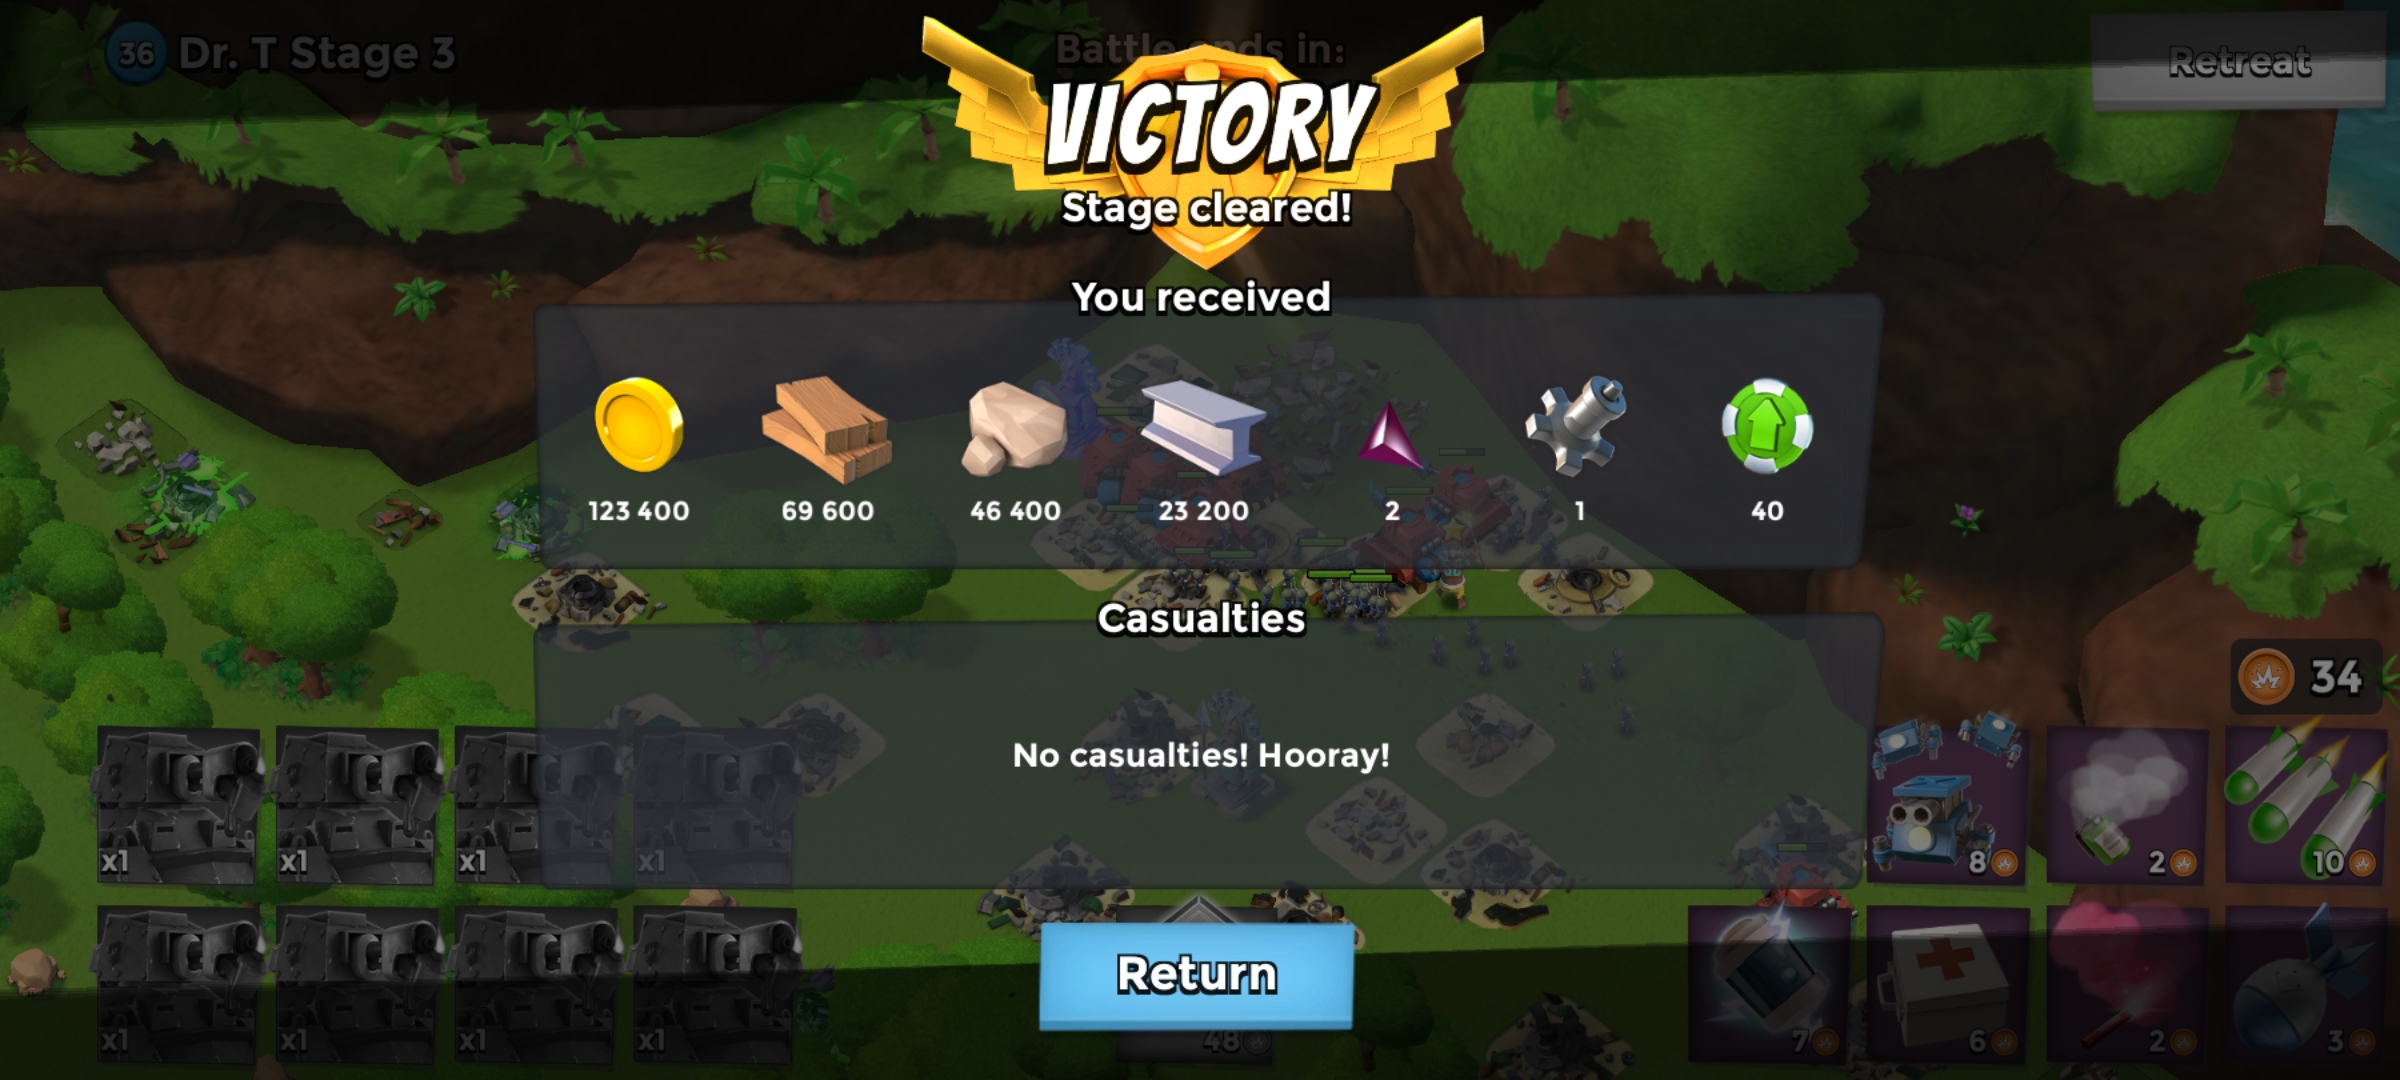 36 Dr. T Stage 3
Battle ends in:
Retreat
VICTORY
Stage cleared!
You received
123 400
69 600
46 400
23 200
2
1
40
Casualties
No casualties! Hooray!
34
x1
x1
x1
x1
8
2
10
Return
x1
x1
x1
x1
48
7
6
2
3